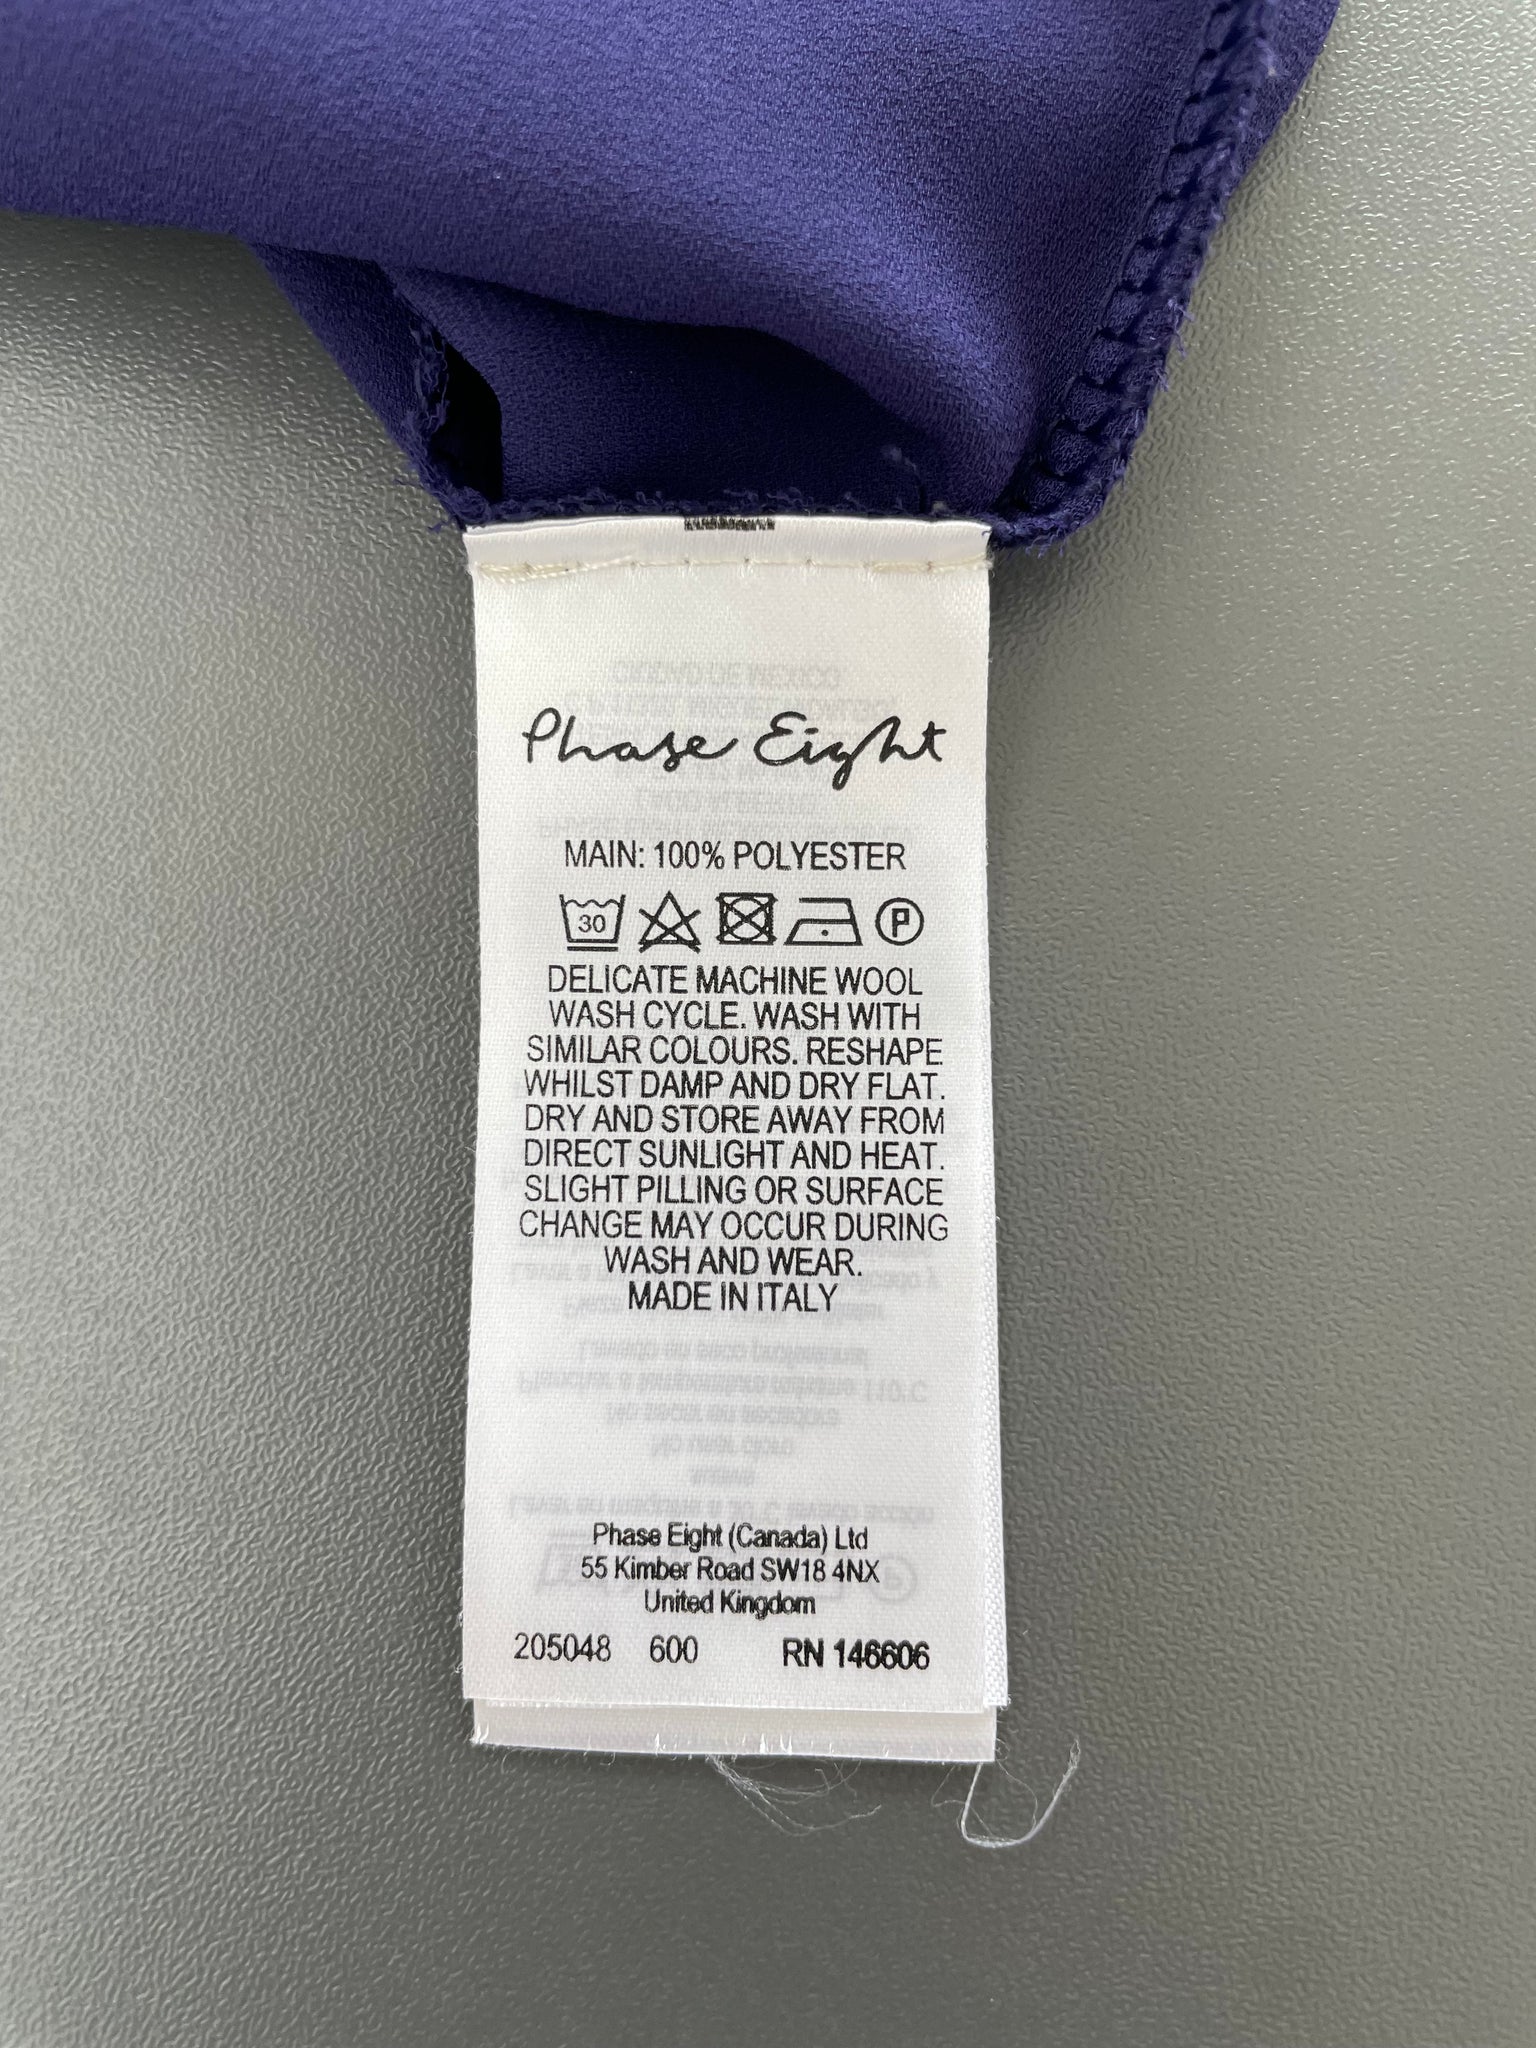 Phase Eight
MAIN: 100% POLYESTER
30 P
DELICATE MACHINE WOOL
WASH CYCLE. WASH WITH
SIMILAR COLOURS. RESHAPE
WHILST DAMP AND DRY FLAT.
DRY AND STORE AWAY FROM
DIRECT SUNLIGHT AND HEAT.
SLIGHT PILLING OR SURFACE
CHANGE MAY OCCUR DURING
WASH AND WEAR.
MADE IN ITALY
Phase Eight (Canada) Ltd
55 Kimber Road SW18 4NX
United Kingdom
205048 600 RN 146606